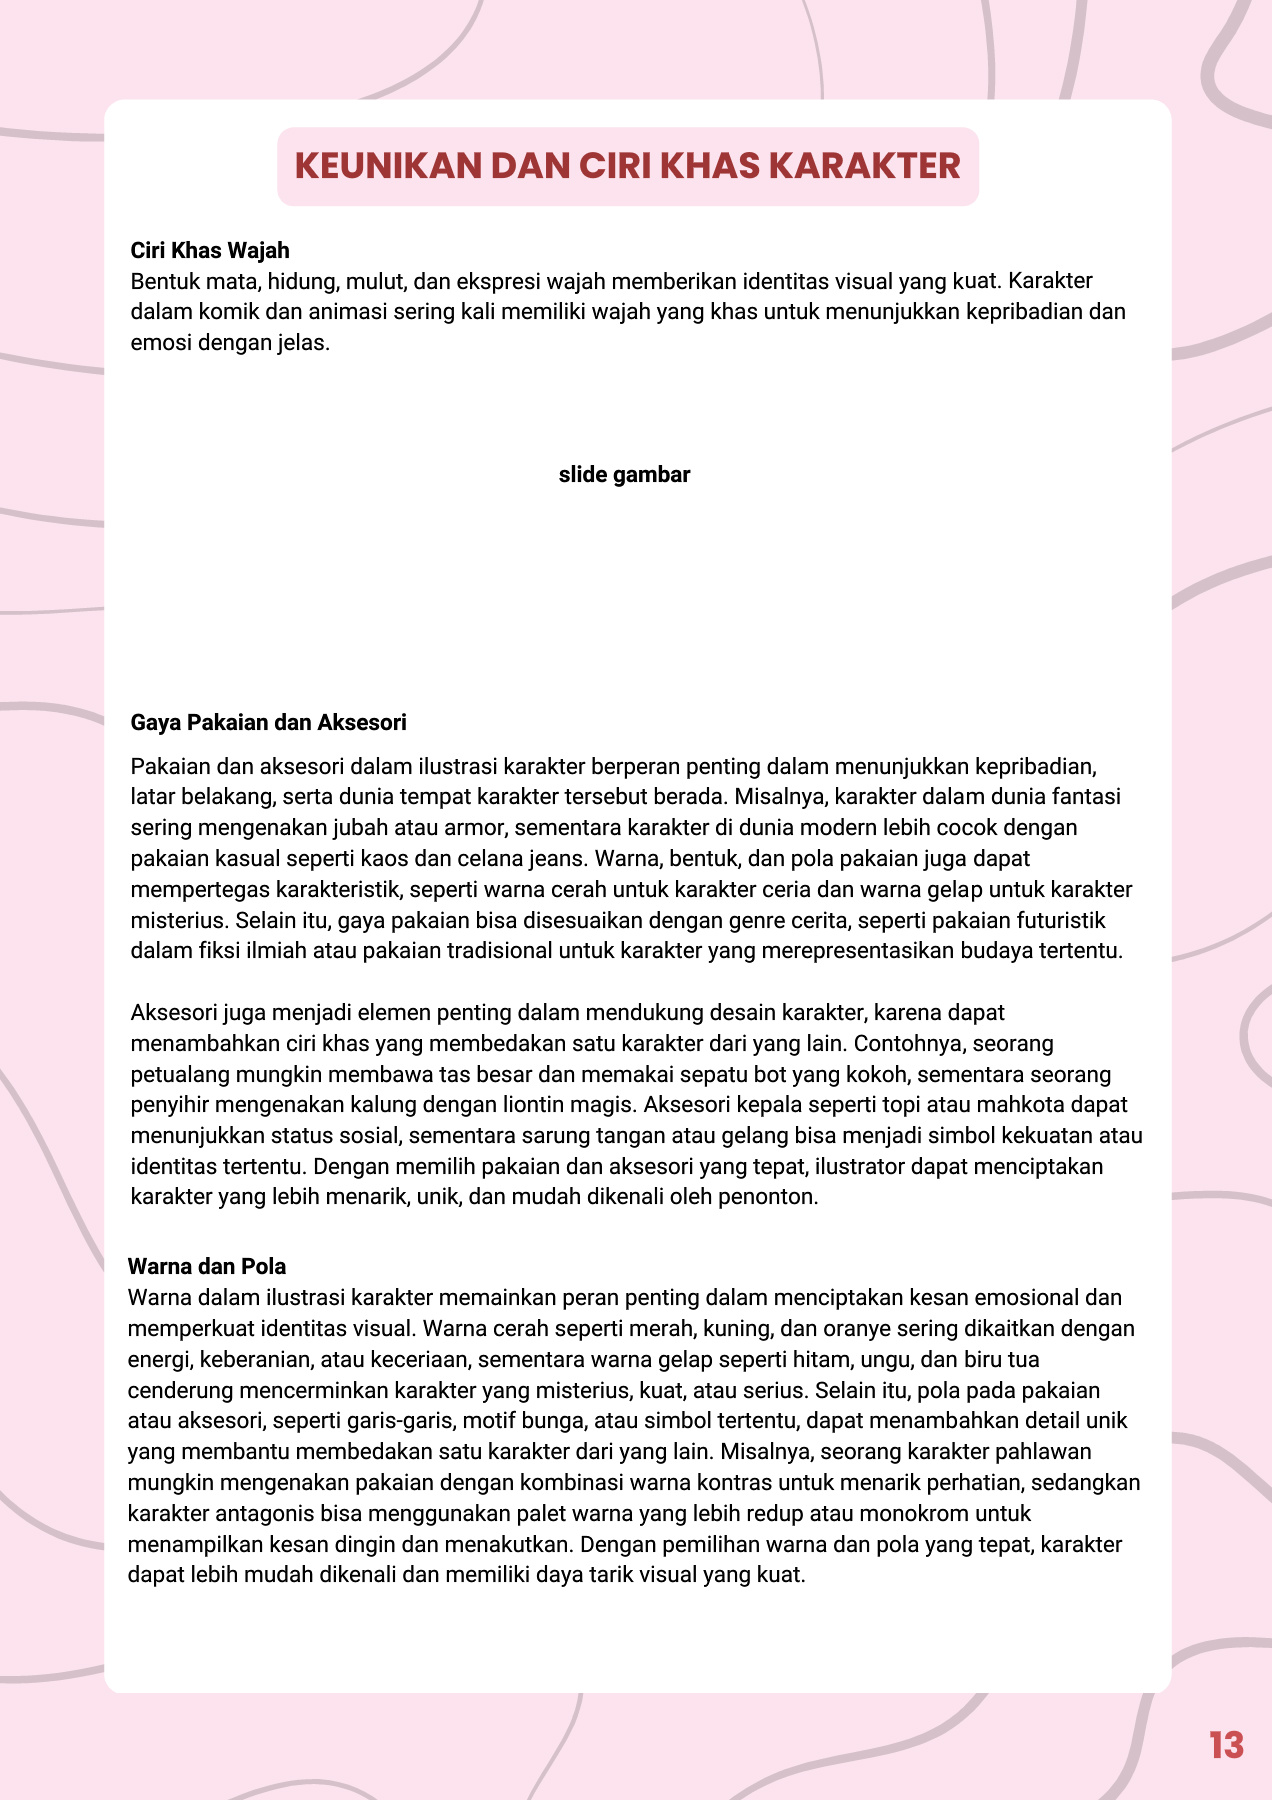 KEUNIKAN DAN CIRI KHAS KARAKTER
Ciri Khas Wajah
Bentuk mata, hidung, mulut, dan ekspresi wajah memberikan identitas visual yang kuat. Karakter
dalam komik dan animasi sering kali memiliki wajah yang khas untuk menunjukkan kepribadian dan
emosi dengan jelas.
slide gambar
Gaya Pakaian dan Aksesori
Pakaian dan aksesori dalam ilustrasi karakter berperan penting dalam menunjukkan kepribadian,
latar belakang, serta dunia tempat karakter tersebut berada. Misalnya, karakter dalam dunia fantasi
sering mengenakan jubah atau armor, sementara karakter di dunia modern lebih cocok dengan
pakaian kasual seperti kaos dan celana jeans. Warna, bentuk, dan pola pakaian juga dapat
mempertegas karakteristik, seperti warna cerah untuk karakter ceria dan warna gelap untuk karakter
misterius. Selain itu, gaya pakaian bisa disesuaikan dengan genre cerita, seperti pakaian futuristik
dalam fiksi ilmiah atau pakaian tradisional untuk karakter yang merepresentasikan budaya tertentu.
Aksesori juga menjadi elemen penting dalam mendukung desain karakter, karena dapat
menambahkan ciri khas yang membedakan satu karakter dari yang lain. Contohnya, seorang
petualang mungkin membawa tas besar dan memakai sepatu bot yang kokoh, sementara seorang
penyihir mengenakan kalung dengan liontin magis. Aksesori kepala seperti topi atau mahkota dapat
menunjukkan status sosial, sementara sarung tangan atau gelang bisa menjadi simbol kekuatan atau
identitas tertentu. Dengan memilih pakaian dan aksesori yang tepat, ilustrator dapat menciptakan
karakter yang lebih menarik, unik, dan mudah dikenali oleh penonton.
Warna dan Pola
Warna dalam ilustrasi karakter memainkan peran penting dalam menciptakan kesan emosional dan
memperkuat identitas visual. Warna cerah seperti merah, kuning, dan oranye sering dikaitkan dengan
energi, keberanian, atau keceriaan, sementara warna gelap seperti hitam, ungu, dan biru tua
cenderung mencerminkan karakter yang misterius, kuat, atau serius. Selain itu, pola pada pakaian
atau aksesori, seperti garis-garis, motif bunga, atau simbol tertentu, dapat menambahkan detail unik
yang membantu membedakan satu karakter dari yang lain. Misalnya, seorang karakter pahlawan
mungkin mengenakan pakaian dengan kombinasi warna kontras untuk menarik perhatian, sedangkan
karakter antagonis bisa menggunakan palet warna yang lebih redup atau monokrom untuk
menampilkan kesan dingin dan menakutkan. Dengan pemilihan warna dan pola yang tepat, karakter
dapat lebih mudah dikenali dan memiliki daya tarik visual yang kuat.
13